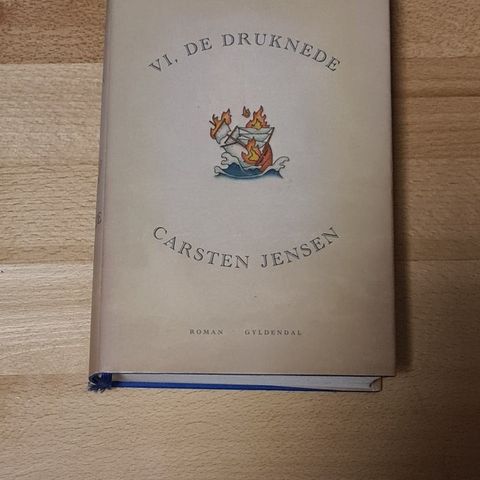 VI, DE DRUKNEDE
CARSTEN JENSEN
ROMAN GYLDENDAL